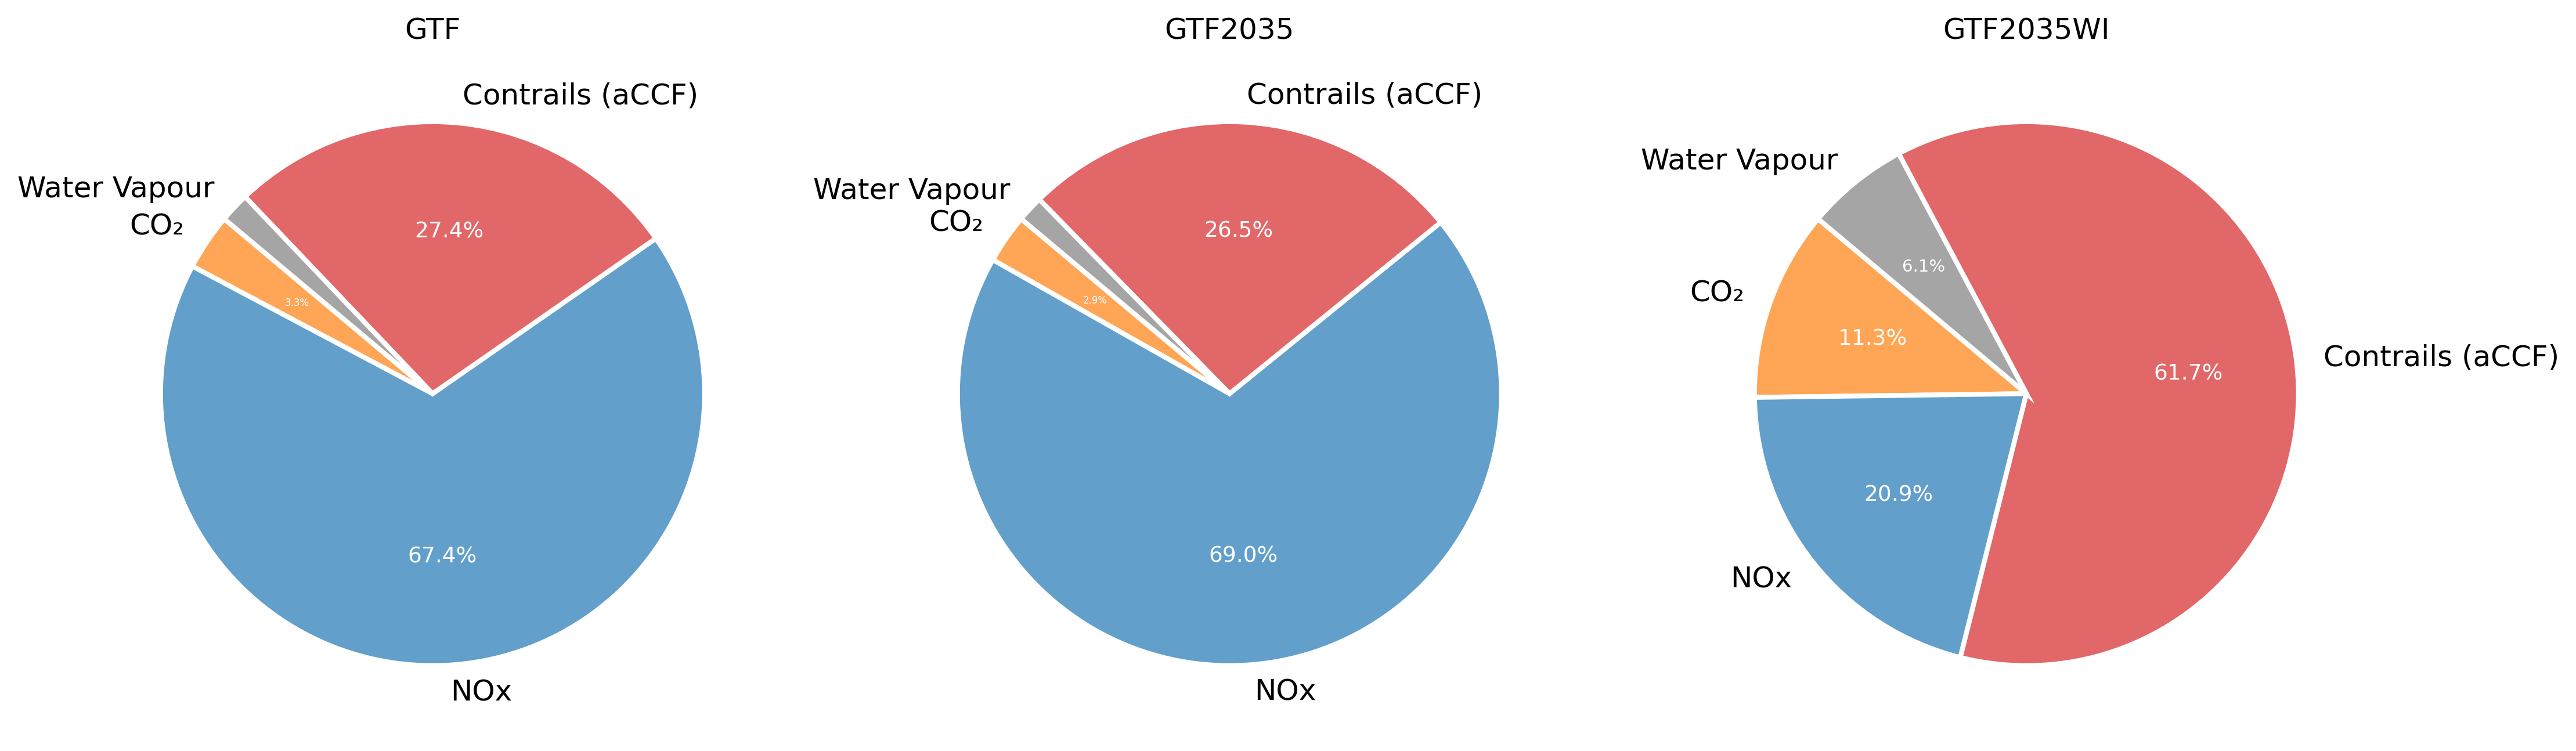 GTF
Contrails (aCCF)
Water Vapour
CO₂
27.4%
3.3%
67.4%
NOx
GTF2035
Contrails (aCCF)
Water Vapour
CO₂
26.5%
2.9%
69.0%
NOx
GTF2035WI
Water Vapour
6.1%
CO₂
11.3%
Contrails (aCCF)
61.7%
20.9%
NOx